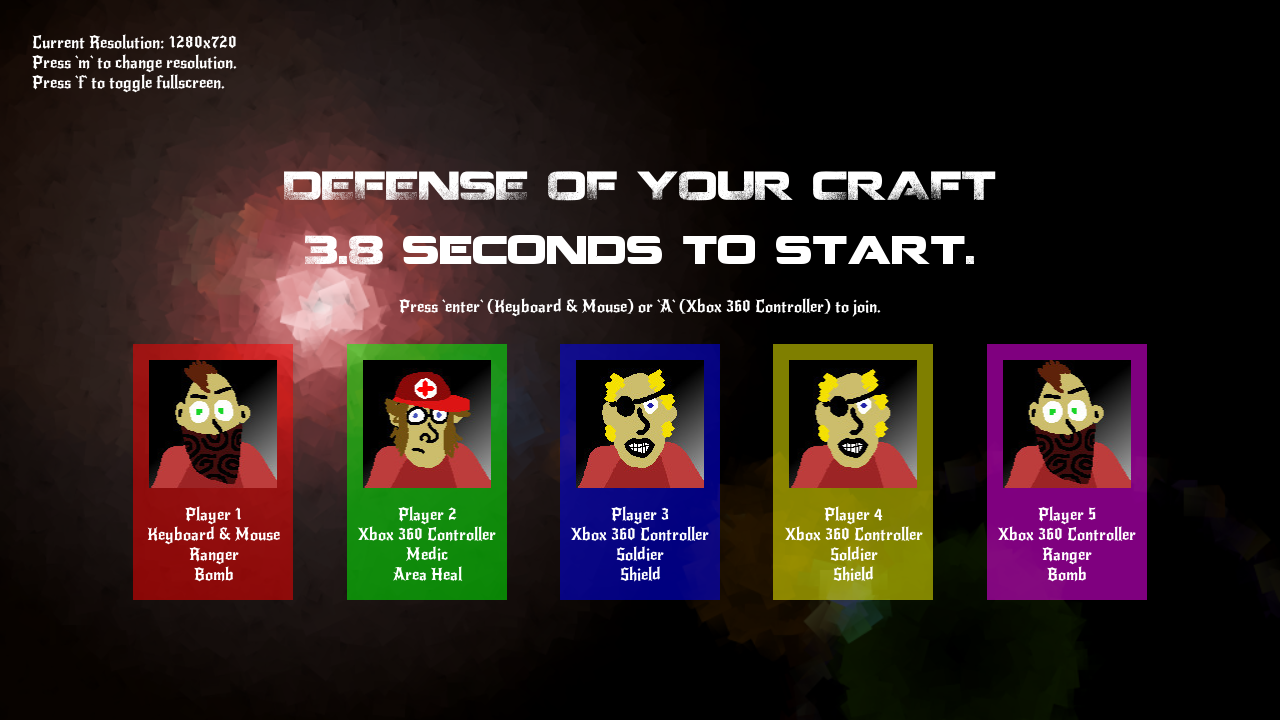 Current Resolution: 1280x720
Press `m` to change resolution.
Press `f` to toggle fullscreen.
DEFENSE OF YOUR CRAFT
3.8 SECONDS TO START.
Press `enter` (Keyboard & Mouse) or `A` (Xbox 360 Controller) to join.
Player 1
Keyboard & Mouse
Ranger
Bomb
Player 2
Xbox 360 Controller
Medic
Area Heal
Player 3
Xbox 360 Controller
Soldier
Shield
Player 4
Xbox 360 Controller
Soldier
Shield
Player 5
Xbox 360 Controller
Ranger
Bomb